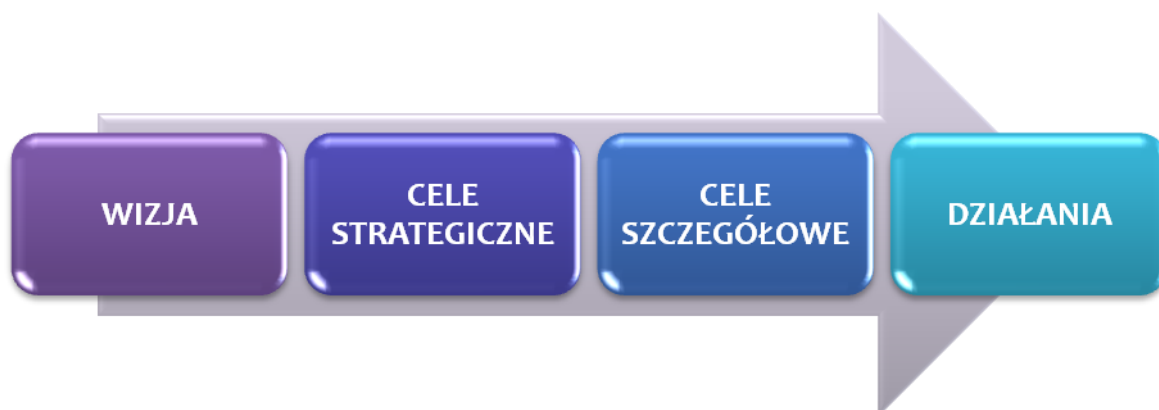 WIZJA
CELE
STRATEGICZNE
CELE
SZCZEGÓŁOWE
DZIAŁANIA